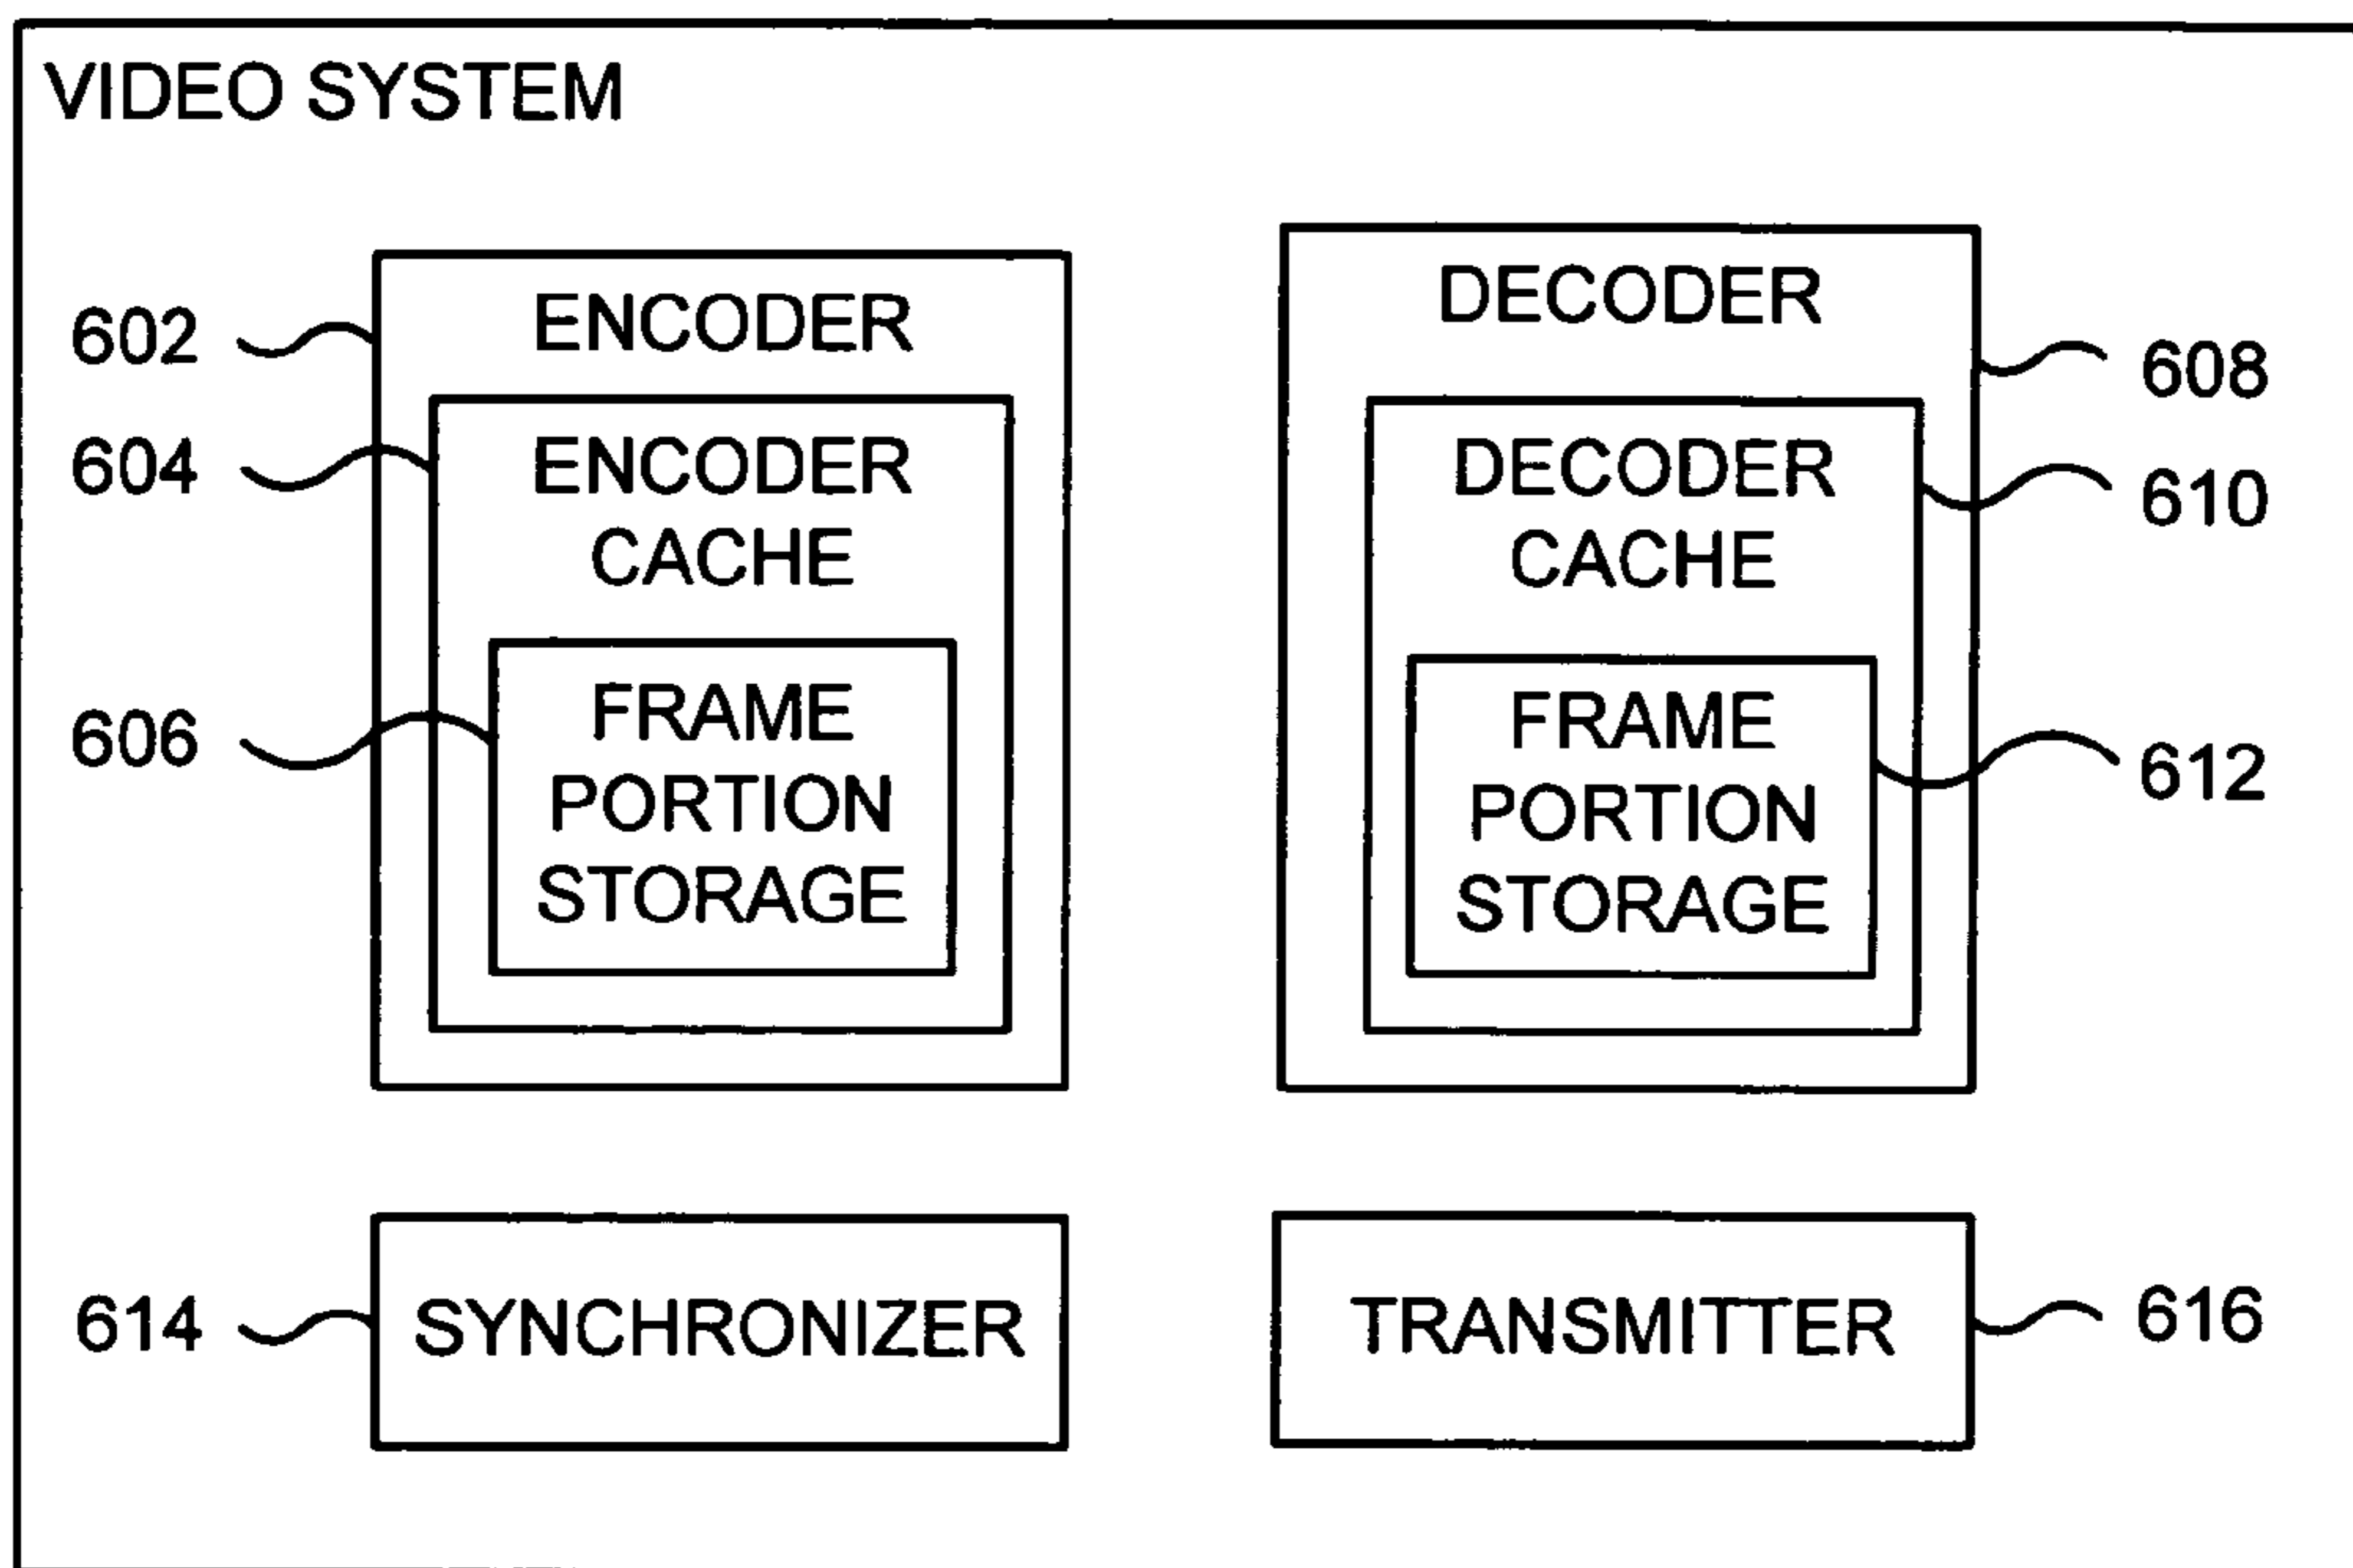 VIDEO SYSTEM
602
ENCODER
604
ENCODER
CACHE
606
FRAME
PORTION
STORAGE
DECODER
608
DECODER
CACHE
610
FRAME
PORTION
STORAGE
612
614
SYNCHRONIZER
TRANSMITTER
616